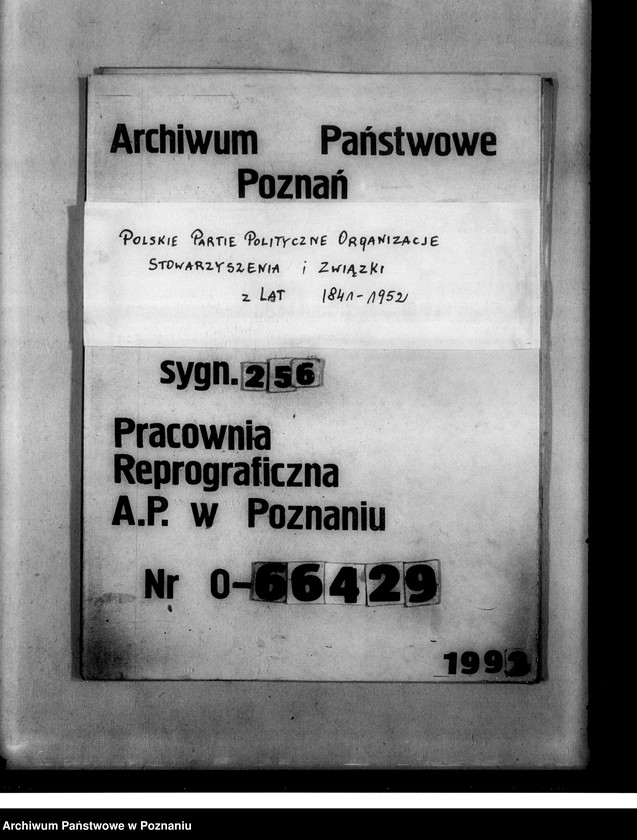 Archiwum Państwowe
Poznań
POLSKIE PARTIE POLITYCZNE ORGANIZACJE
STOWARZYSZENIA i ZWIĄZKI
z LAT 1841-1952
sygn. 256
Pracownia
Reprograficzna
A.P. w Poznaniu
Nr O-66429
1993
Archiwum Państwowe w Poznaniu